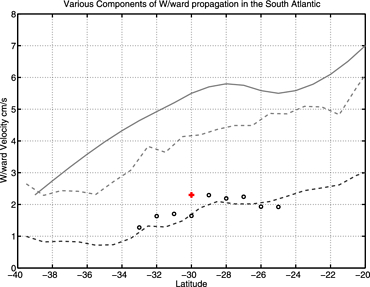 Various Components of W/ward propagation in the South Atlantic
8
7
6
5
4
3
2
1
0
W/ward Velocity cm/s
−40 −38 −36 −34 −32 −30 −28 −26 −24 −22 −20
Latitude